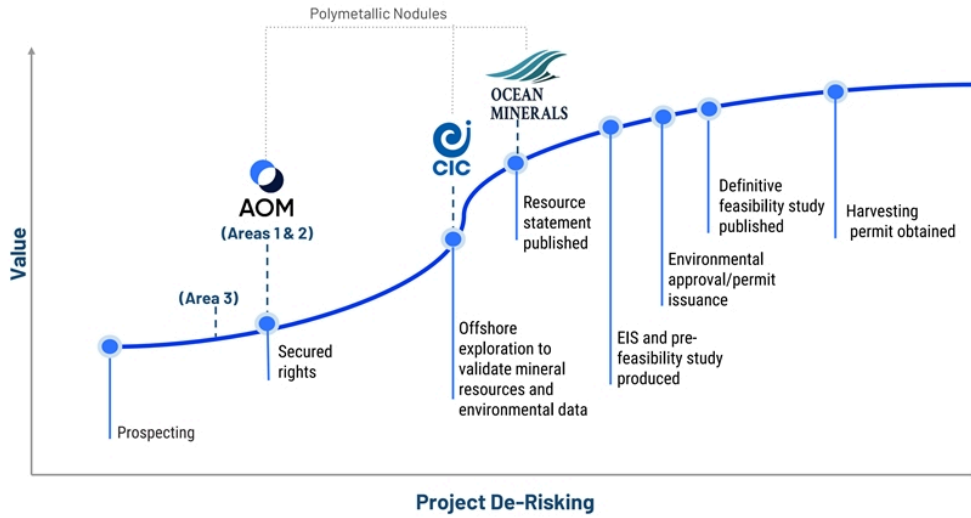 Polymetallic Nodules
OCEAN
MINERALS
CIC
AOM
(Areas 1 & 2)
(Area 3)
Value
Prospecting
Secured
rights
Offshore
exploration to
validate mineral
resources and
environmental data
Resource
statement
published
EIS and pre-
feasibility study
produced
Environmental
approval/permit
issuance
Definitive
feasibility study
published
Harvesting
permit obtained
Project De-Risking